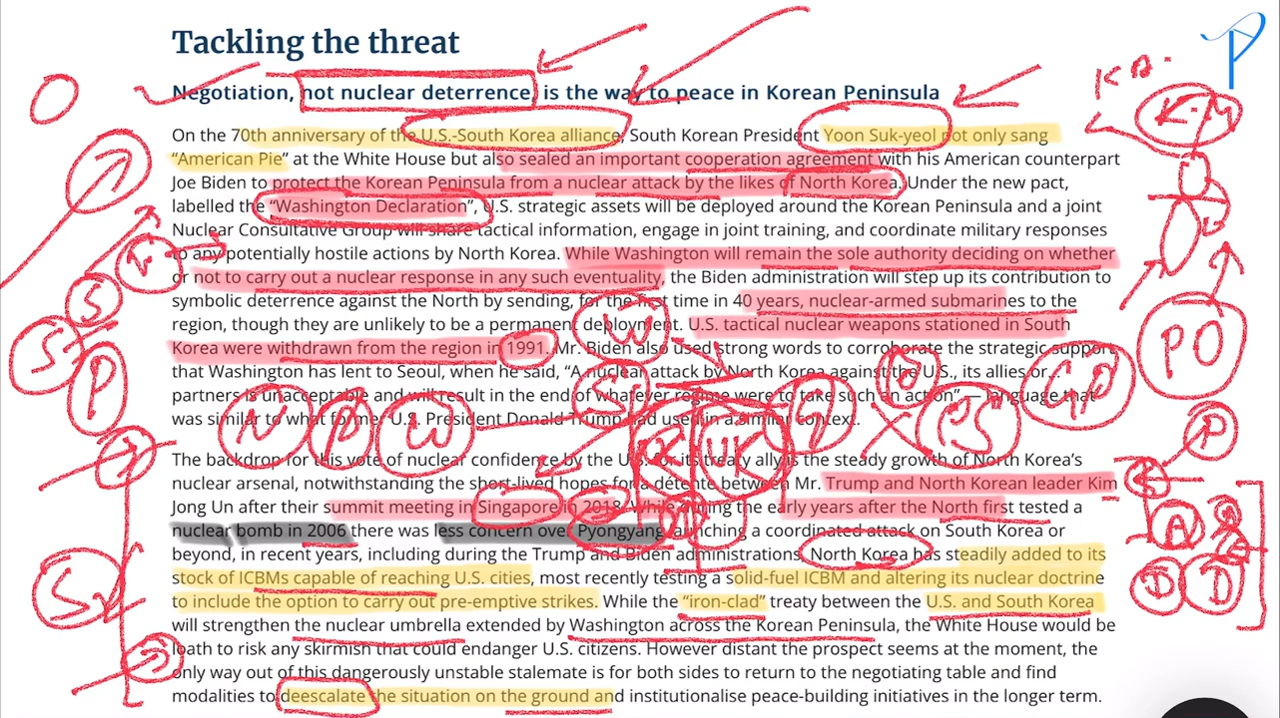 Tackling the threat
Negotiation, not nuclear deterrence, is the way to peace in Korean Peninsula
On the 70th anniversary of the U.S.-South Korea alliance, South Korean President Yoon Suk-yeol not only sang
“American Pie” at the White House but also sealed an important cooperation agreement with his American counterpart
Joe Biden to protect the Korean Peninsula from a nuclear attack by the likes of North Korea. Under the new pact,
labelled the “Washington Declaration”, U.S. strategic assets will be deployed around the Korean Peninsula and a joint
Nuclear Consultative Group will share tactical information, engage in joint training, and coordinate military responses
to any potentially hostile actions by North Korea. While Washington will remain the sole authority deciding on whether
or not to carry out a nuclear response in any such eventuality, the Biden administration will step up its contribution to
symbolic deterrence against the North by sending, for the first time in 40 years, nuclear-armed submarines to the
region, though they are unlikely to be a permanent deployment. U.S. tactical nuclear weapons stationed in South
Korea were withdrawn from the region in 1991. Mr. Biden also used strong words to corroborate the strategic support
that Washington has lent to Seoul, when he said, “A nuclear attack by North Korea against the U.S., its allies or…
partners is unacceptable and will result in the end of whatever regime were to take such an action” — language that
was similar to what former U.S. President Donald Trump had used in a similar context.
The backdrop for this vote of nuclear confidence by the U.S. for its treaty ally is the steady growth of North Korea’s
nuclear arsenal, notwithstanding the short-lived hopes for a détente between Mr. Trump and North Korean leader Kim
Jong Un after their summit meeting in Singapore in 2018. While during the early years after the North first tested a
nuclear bomb in 2006 there was less concern over Pyongyang launching a coordinated attack on South Korea or
beyond, in recent years, including during the Trump and Biden administrations, North Korea has steadily added to its
stock of ICBMs capable of reaching U.S. cities, most recently testing a solid-fuel ICBM and altering its nuclear doctrine
to include the option to carry out pre-emptive strikes. While the “iron-clad” treaty between the U.S. and South Korea
will strengthen the nuclear umbrella extended by Washington across the Korean Peninsula, the White House would be
loath to risk any skirmish that could endanger U.S. citizens. However distant the prospect seems at the moment, the
only way out of this dangerously unstable stalemate is for both sides to return to the negotiating table and find
modalities to deescalate the situation on the ground and institutionalise peace-building initiatives in the longer term.
S
P
N
W
UK
PS
PO
P
A
D
D